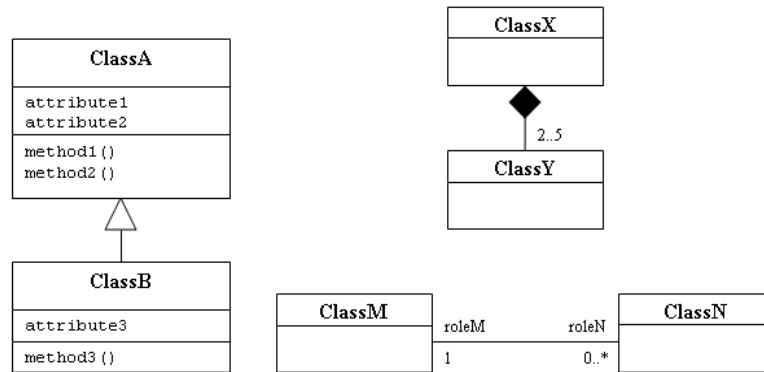 ClassA
attribute1
attribute2
method1()
method2()
ClassB
attribute3
method3()
ClassX
2..5
ClassY
ClassM
roleM
roleN
1
0..*
ClassN